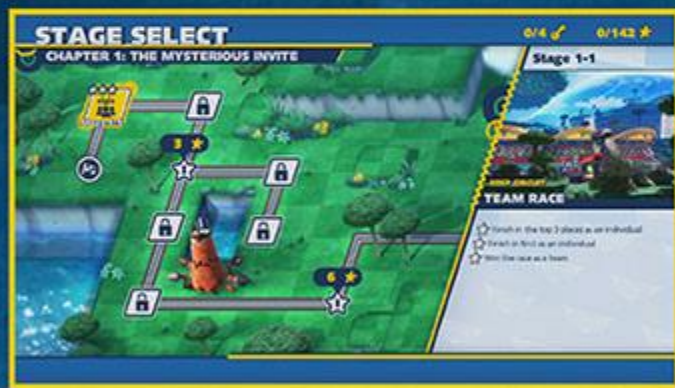 STAGE SELECT
0/4
0/142
CHAPTER 1: THE MYSTERIOUS INVITE
Stage 1-1
3
TEAM RACE
Finish in the top 3 places as an individual
Finish in first as an individual
Win the race as a team
6